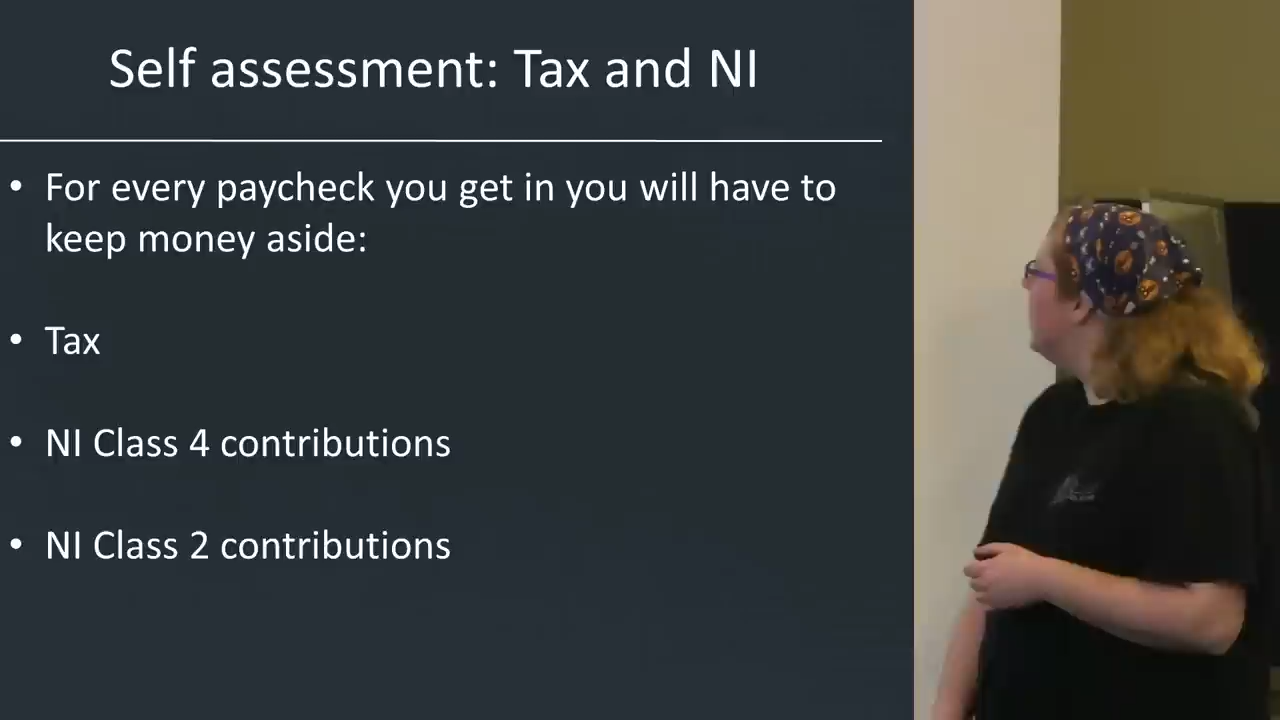 Self assessment: Tax and NI
• For every paycheck you get in you will have to
keep money aside:
• Tax
• NI Class 4 contributions
• NI Class 2 contributions